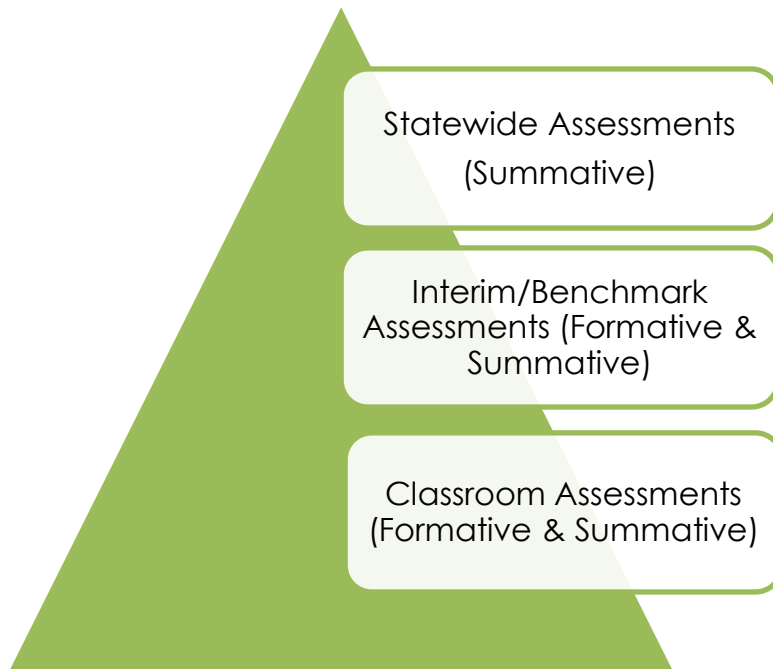 Statewide Assessments
(Summative)
Interim/Benchmark
Assessments (Formative &
Summative)
Classroom Assessments
(Formative & Summative)